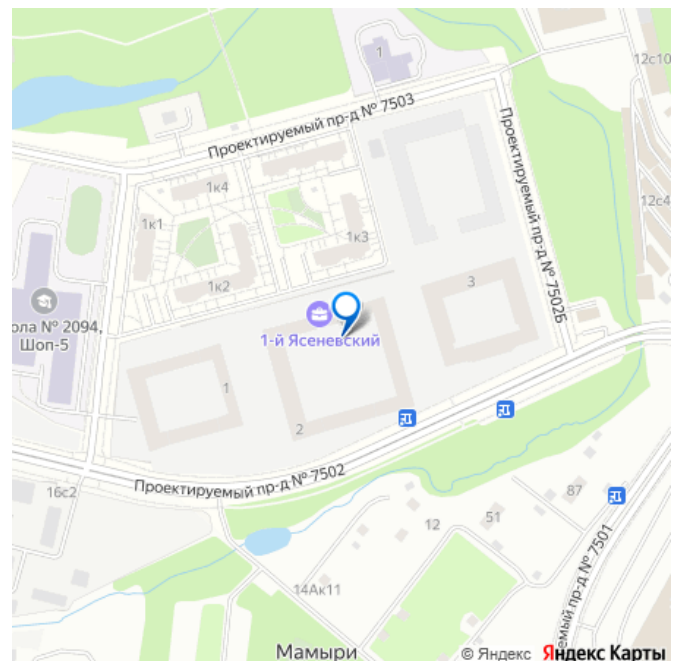 1
12с10
Проектируемый пр-д № 7503
Проектируемый пр-д № 7502Б
1к4
1к1
1к3
12с4
1к2
3
ола № 2094,
Шоп-5
1-й Ясеневский
1
2
Проектируемый пр-д № 7502
16с2
87
51
12
емый пр-д № 7501
14Ак11
Мамыри
© Яндекс Яндекс Карты